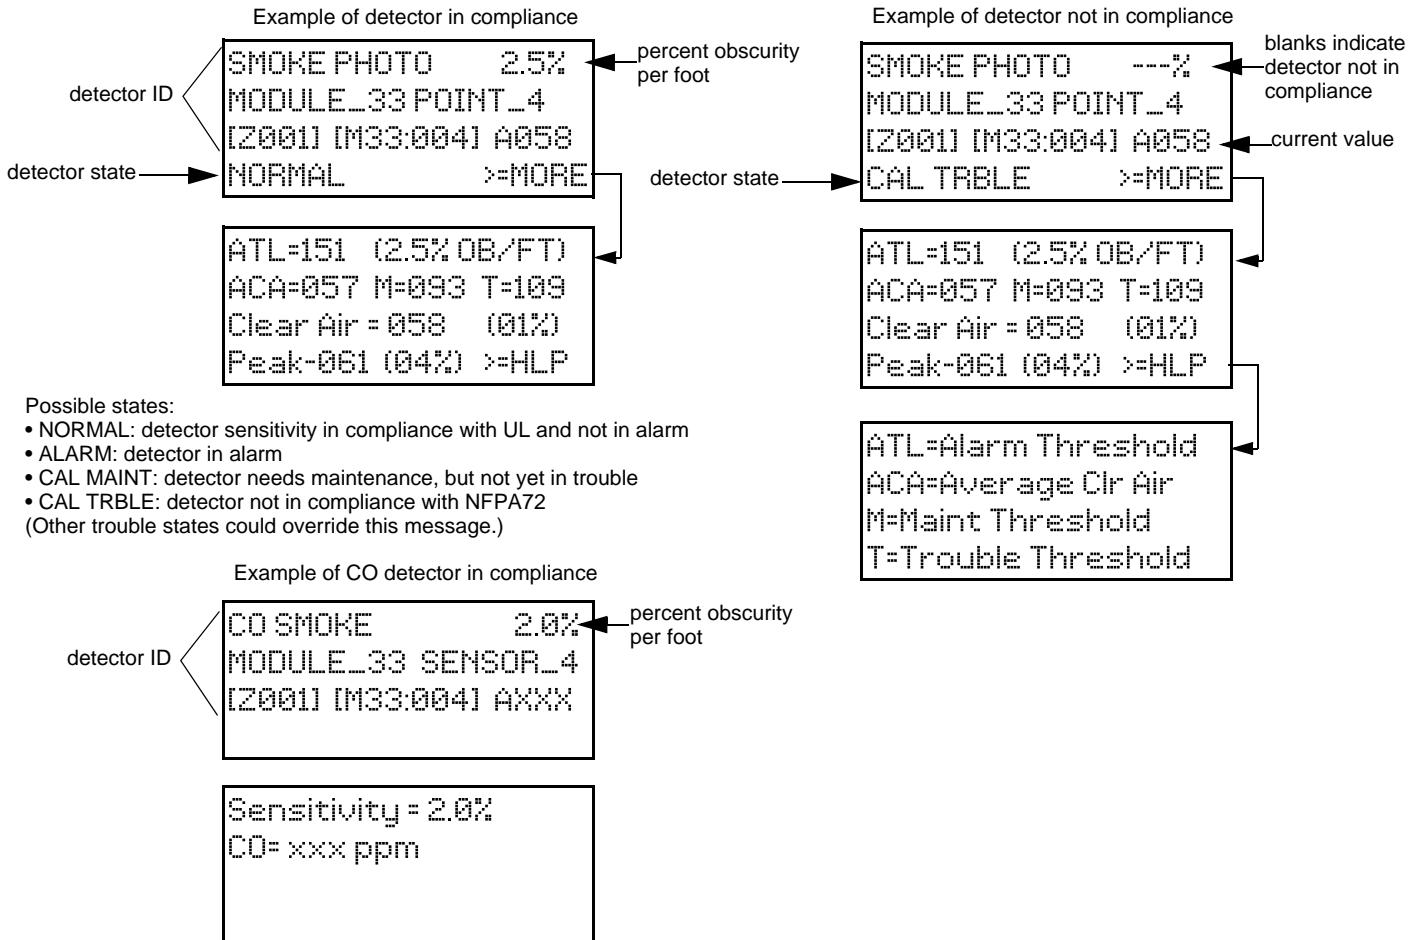 Example of detector in compliance
SMOKE PHOTO 2.5%
MODULE_33 POINT_4
[Z001] [M33:004] A058
NORMAL >=MORE
detector ID
detector state
percent obscurity
per foot
ATL=151 (2.5% OB/FT)
ACA=057 M=093 T=109
Clear Air = 058 (01%)
Peak-061 (04%) >=HLP
Example of detector not in compliance
SMOKE PHOTO ---%
MODULE_33 POINT_4
[Z001] [M33:004] A058
CAL TRBLE >=MORE
blanks indicate
detector not in
compliance
current value
detector state
ATL=151 (2.5% OB/FT)
ACA=057 M=093 T=109
Clear Air = 058 (01%)
Peak-061 (04%) >=HLP
ATL=Alarm Threshold
ACA=Average Clr Air
M=Maint Threshold
T=Trouble Threshold
Possible states:
• NORMAL: detector sensitivity in compliance with UL and not in alarm
• ALARM: detector in alarm
• CAL MAINT: detector needs maintenance, but not yet in trouble
• CAL TRBLE: detector not in compliance with NFPA72
(Other trouble states could override this message.)
Example of CO detector in compliance
CO SMOKE 2.0%
MODULE_33 SENSOR_4
[Z001] [M33:004] AXXX
detector ID
percent obscurity
per foot
Sensitivity = 2.0%
CO= xxx ppm